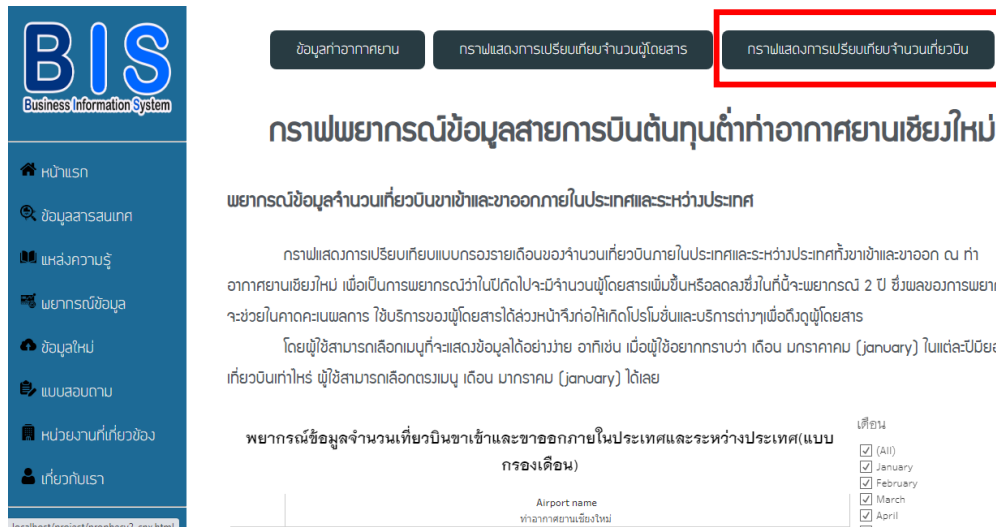 BIS
Business Information System
ข้อมูลท่าอากาศยาน
กราฟแสดงการเปรียบเทียบจำนวนผู้โดยสาร
กราฟแสดงการเปรียบเทียบจำนวนเที่ยวบิน
กราฟพยากรณ์ข้อมูลสายการบินต้นทุนต่ำท่าอากาศยานเชียงใหม่
หน้าแรก
ข้อมูลสารสนเทศ
แหล่งความรู้
พยากรณ์ข้อมูล
ข้อมูลใหม่
แบบสอบถาม
หน่วยงานที่เกี่ยวข้อง
เกี่ยวกับเรา
พยากรณ์ข้อมูลจำนวนเที่ยวบินขาเข้าและขาออกภายในประเทศและระหว่างประเทศ
กราฟแสดงการเปรียบเทียบแบบกรองรายเดือนของจำนวนเที่ยวบินภายในประเทศและระหว่างประเทศทั้งขาเข้าและขาออก ณ ท่า
อากาศยานเชียงใหม่ เพื่อเป็นการพยากรณ์ว่าในปีถัดไปจะมีจำนวนผู้โดยสารเพิ่มขึ้นหรือลดลงซึ่งในที่นี้จะพยากรณ์ 2 ปี ซึ่งผลของการพยาก
จะช่วยในคาดคะเนผลการ ใช้บริการของผู้โดยสารได้ล่วงหน้าจึงก่อให้เกิดโปรโมชั่นและบริการต่างๆเพื่อดึงดูผู้โดยสาร
โดยผู้ใช้สามารถเลือกเมนูที่จะแสดงข้อมูลได้อย่างง่าย อาทิเช่น เมื่อผู้ใช้อยากทราบว่า เดือน มกราคาคม (january) ในแต่ละปีมียอ
เที่ยวบินเท่าไหร่ ผู้ใช้สามารถเลือกตรงเมนู เดือน มากราคม (january) ได้เลย
พยากรณ์ข้อมูลจำนวนเที่ยวบินขาเข้าและขาออกภายในประเทศและระหว่างประเทศ(แบบ
กรองเดือน)
Airport name
ท่าอากาศยานเชียงใหม่
เดือน
(All)
January
February
March
April